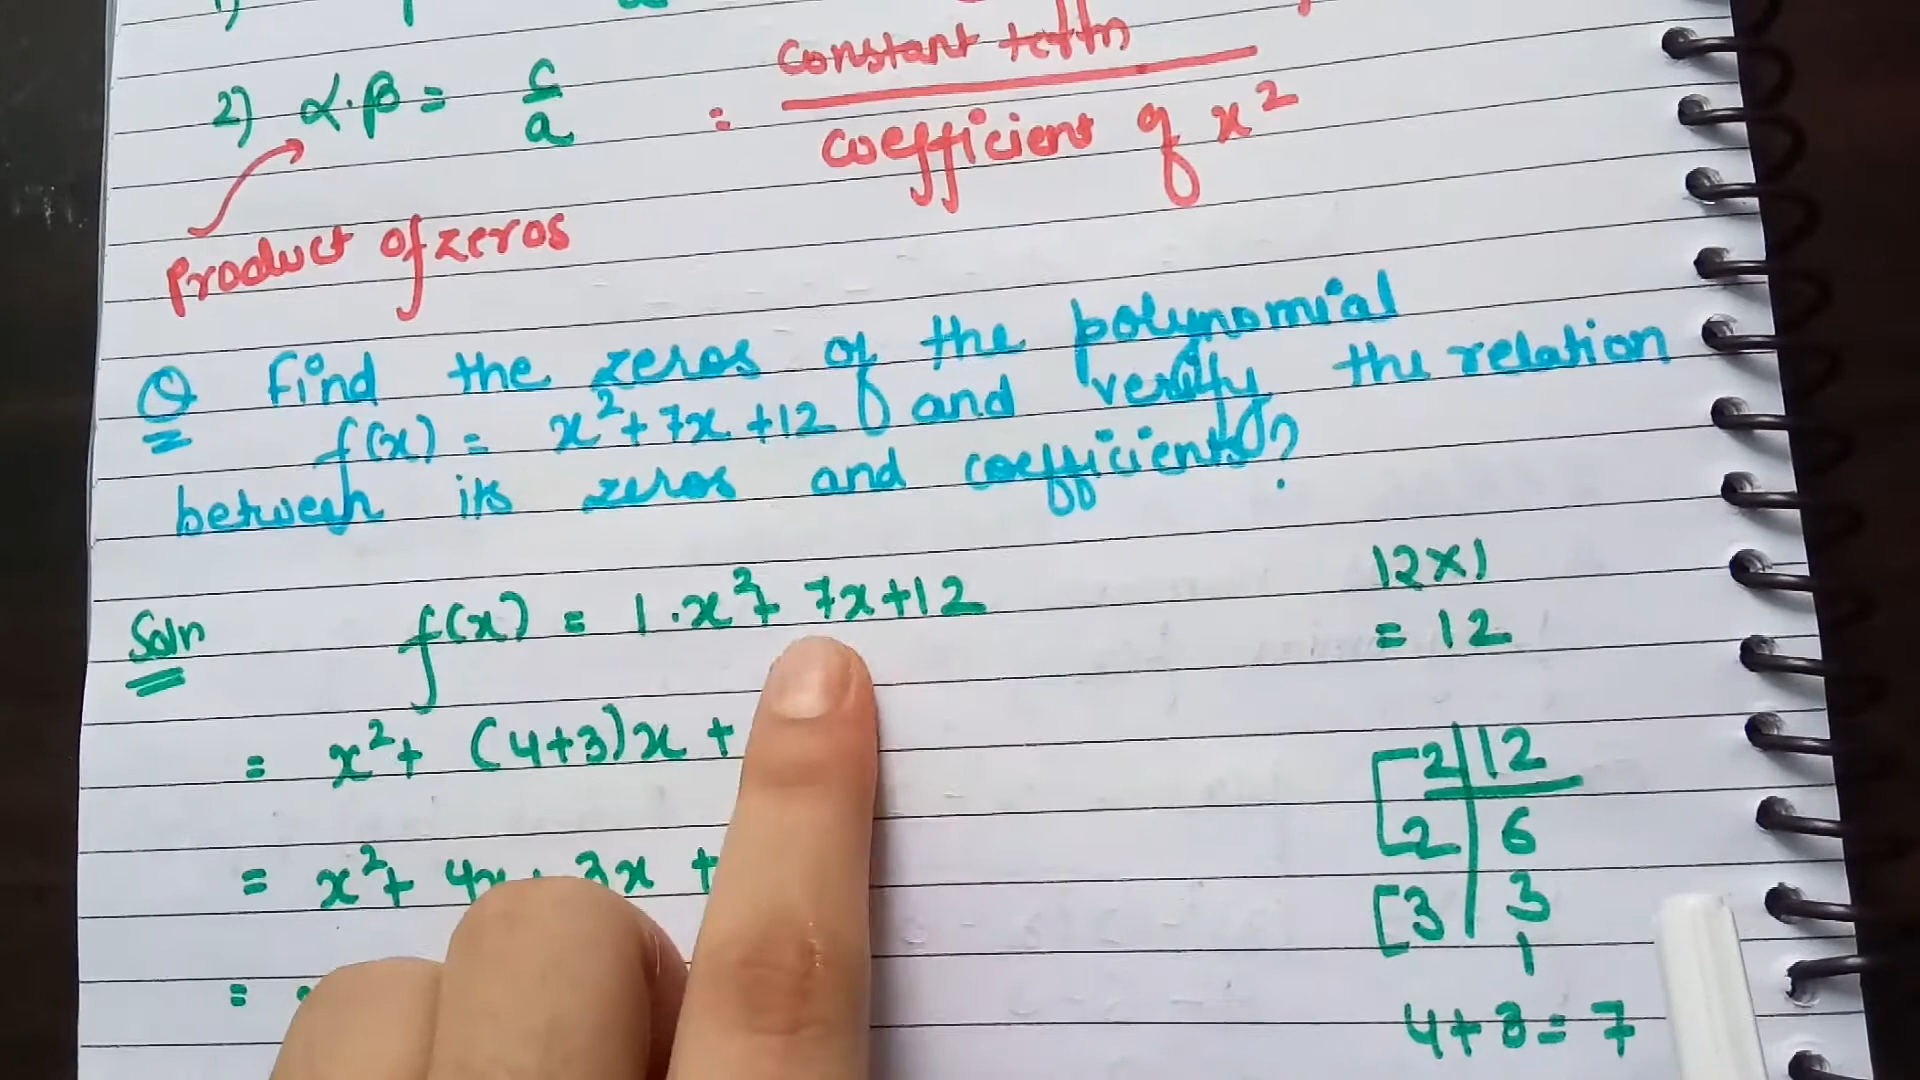 2) α.β = c/a = constant term / coefficient of x²
Product of zeros
Q Find the zeros of the polynomial
f(x) = x²+7x+12 and verify the relation
between its zeros and coefficients?
Soln f(x) = 1.x²+ 7x+12
12×1
= 12
= x²+ (4+3)x +
= x²+ 4x+ 3x +
=
2 | 12
2 | 6
3 | 3
1
4+3=7